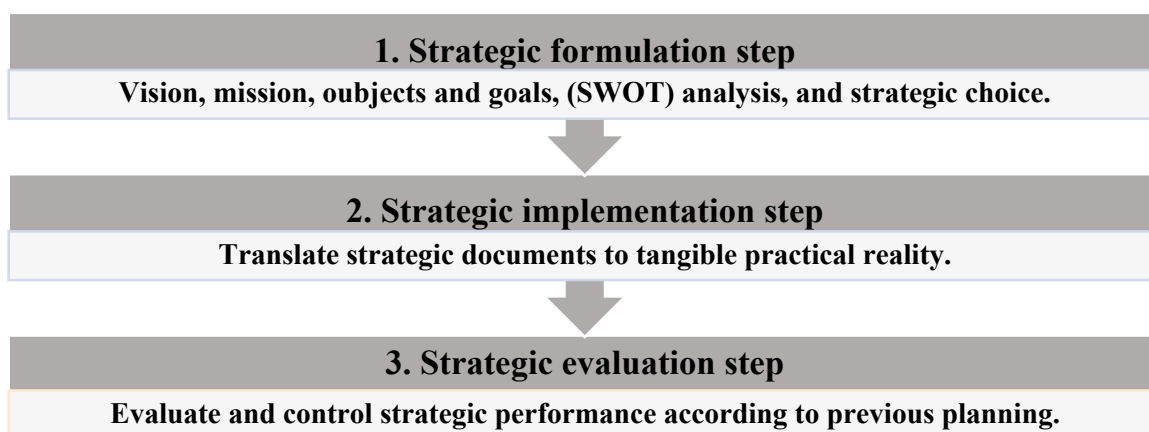 1. Strategic formulation step
Vision, mission, oubjects and goals, (SWOT) analysis, and strategic choice.
2. Strategic implementation step
Translate strategic documents to tangible practical reality.
3. Strategic evaluation step
Evaluate and control strategic performance according to previous planning.